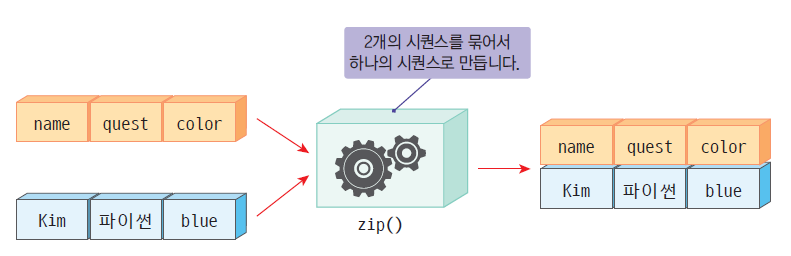 2개의 시퀀스를 묶어서
하나의 시퀀스로 만듭니다.
name quest color
Kim 파이썬 blue
zip()
name quest color
Kim 파이썬 blue